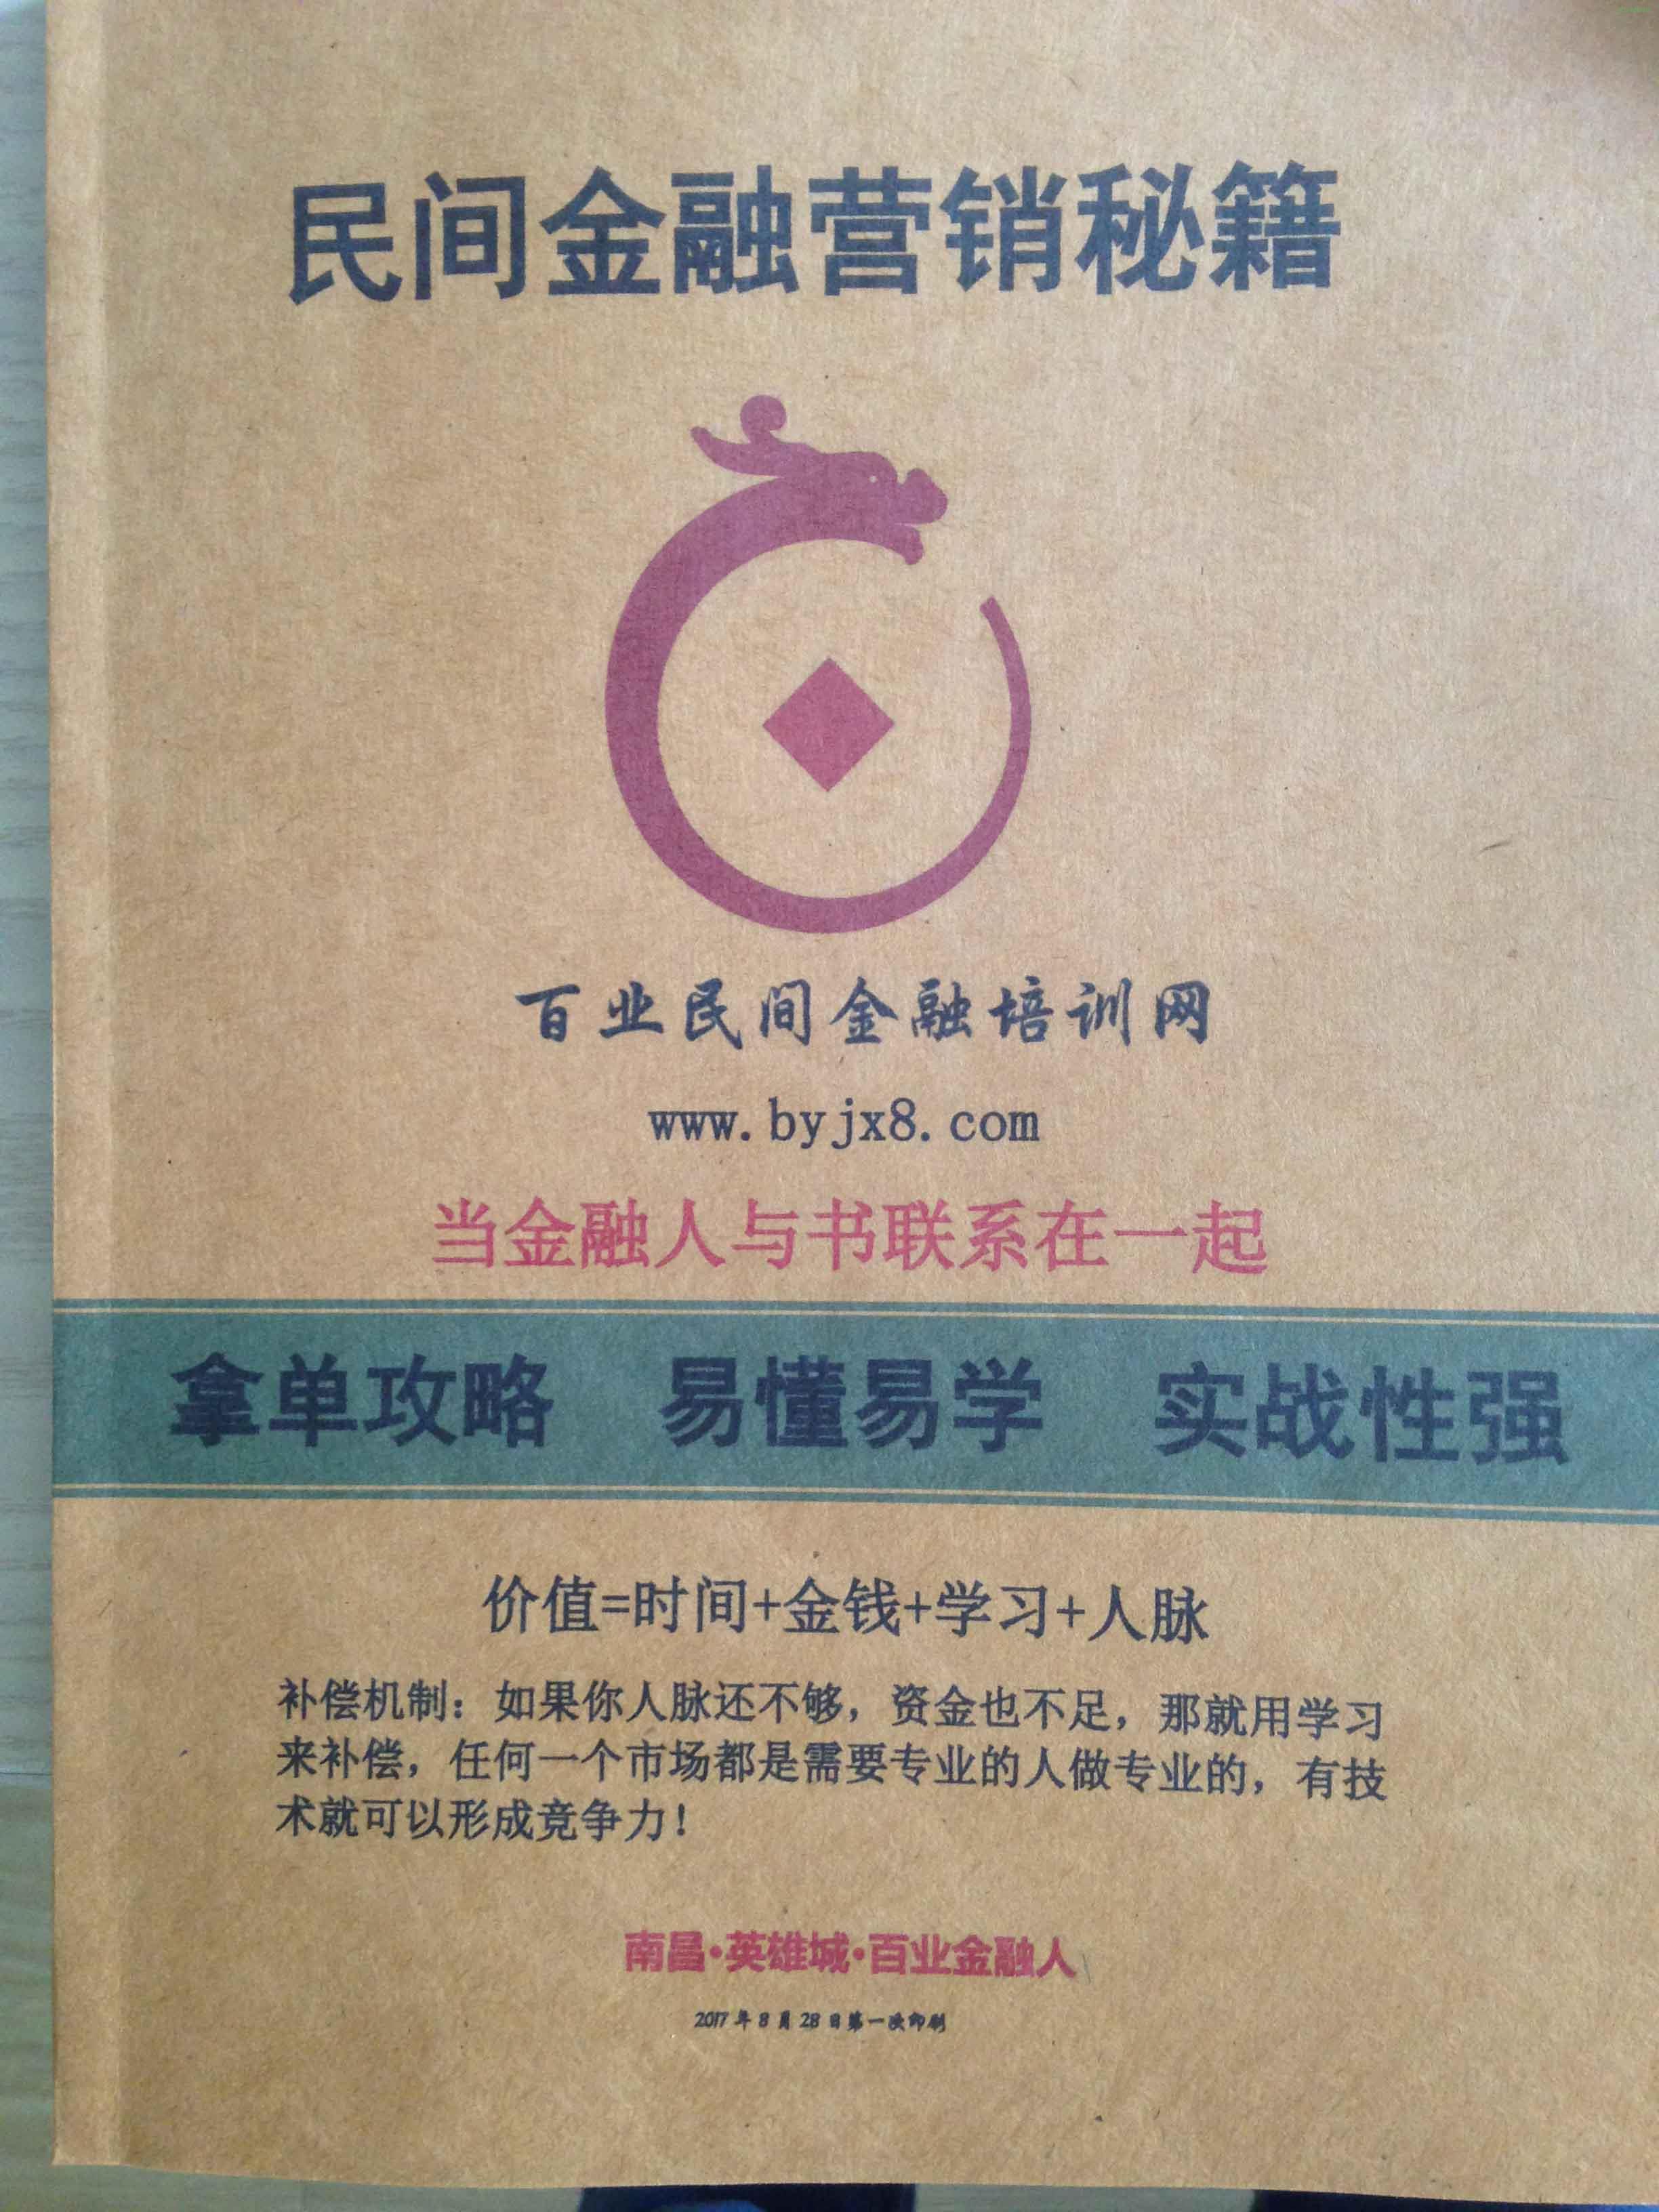 民间金融营销秘籍
百业民间金融培训网
www.byjx8.com
当金融人与书联系在一起
拿单攻略 易懂易学 实战性强
价值=时间+金钱+学习+人脉
补偿机制：如果你人脉还不够，资金也不足，那就用学习
来补偿，任何一个市场都是需要专业的人做专业的，有技
术就可以形成竞争力！
南昌·英雄城·百业金融人
2017年8月28日第一次印刷